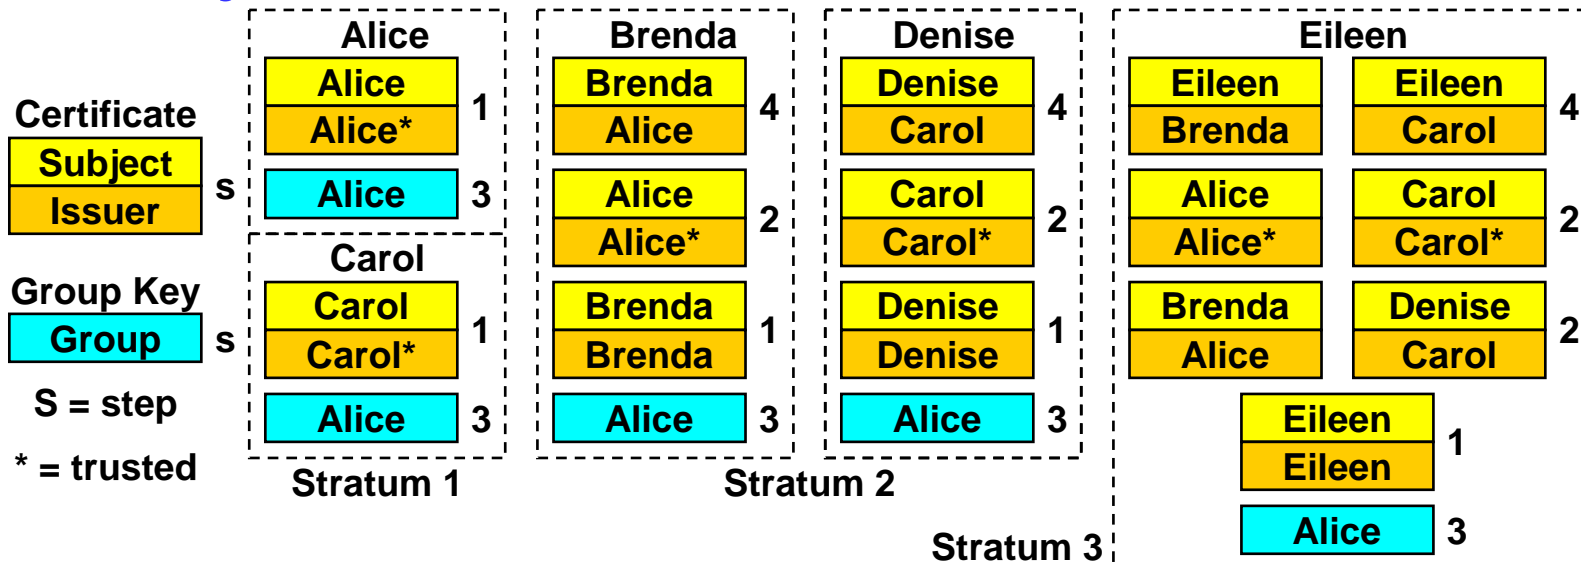 Certificate
Subject
Issuer
s
Group Key
Group
s
S = step
* = trusted
Alice
Alice
Alice*
1
Alice
3
Carol
Carol
Carol*
1
Alice
3
Stratum 1
Brenda
Brenda
Alice
4
Alice
Alice*
2
Brenda
Brenda
1
Alice
3
Denise
Denise
Carol
4
Carol
Carol*
2
Denise
Denise
1
Alice
3
Stratum 2
Eileen
Eileen
Brenda
Eileen
Carol
4
Alice
Alice*
Carol
Carol*
2
Brenda
Alice
Denise
Carol
2
Eileen
Eileen
1
Alice
3
Stratum 3